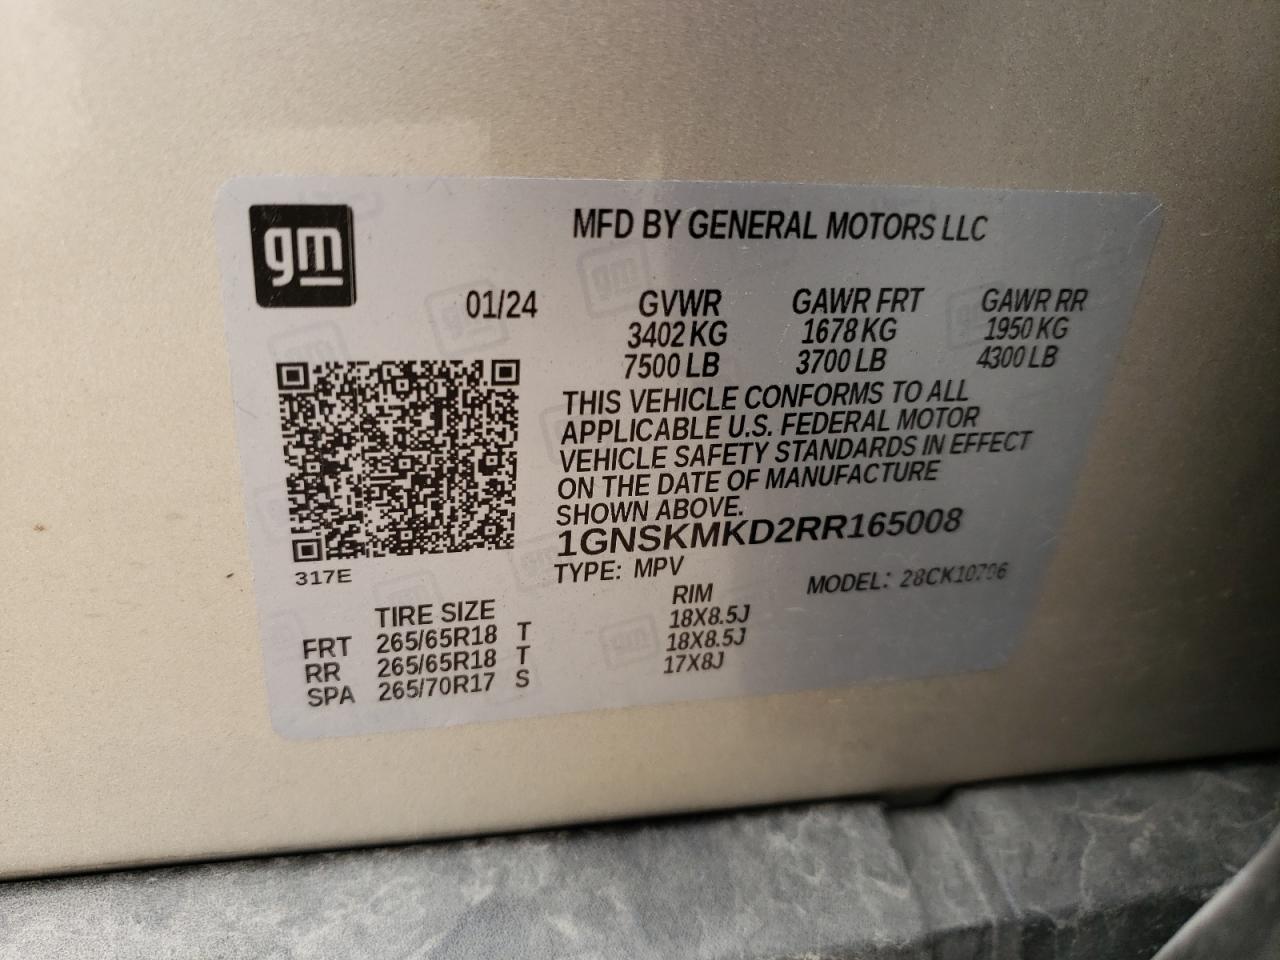 gm
MFD BY GENERAL MOTORS LLC
01/24 GVWR GAWR FRT GAWR RR
3402 KG 1678 KG 1950 KG
7500 LB 3700 LB 4300 LB
THIS VEHICLE CONFORMS TO ALL
APPLICABLE U.S. FEDERAL MOTOR
VEHICLE SAFETY STANDARDS IN EFFECT
ON THE DATE OF MANUFACTURE
SHOWN ABOVE.
1GNSKMKD2RR165008
317E
TYPE: MPV MODEL:
TIRE SIZE RIM
FRT 265/65R18 T 18X8.5J
RR 265/65R18 T 18X8.5J
SPA 265/70R17 S 17X8J